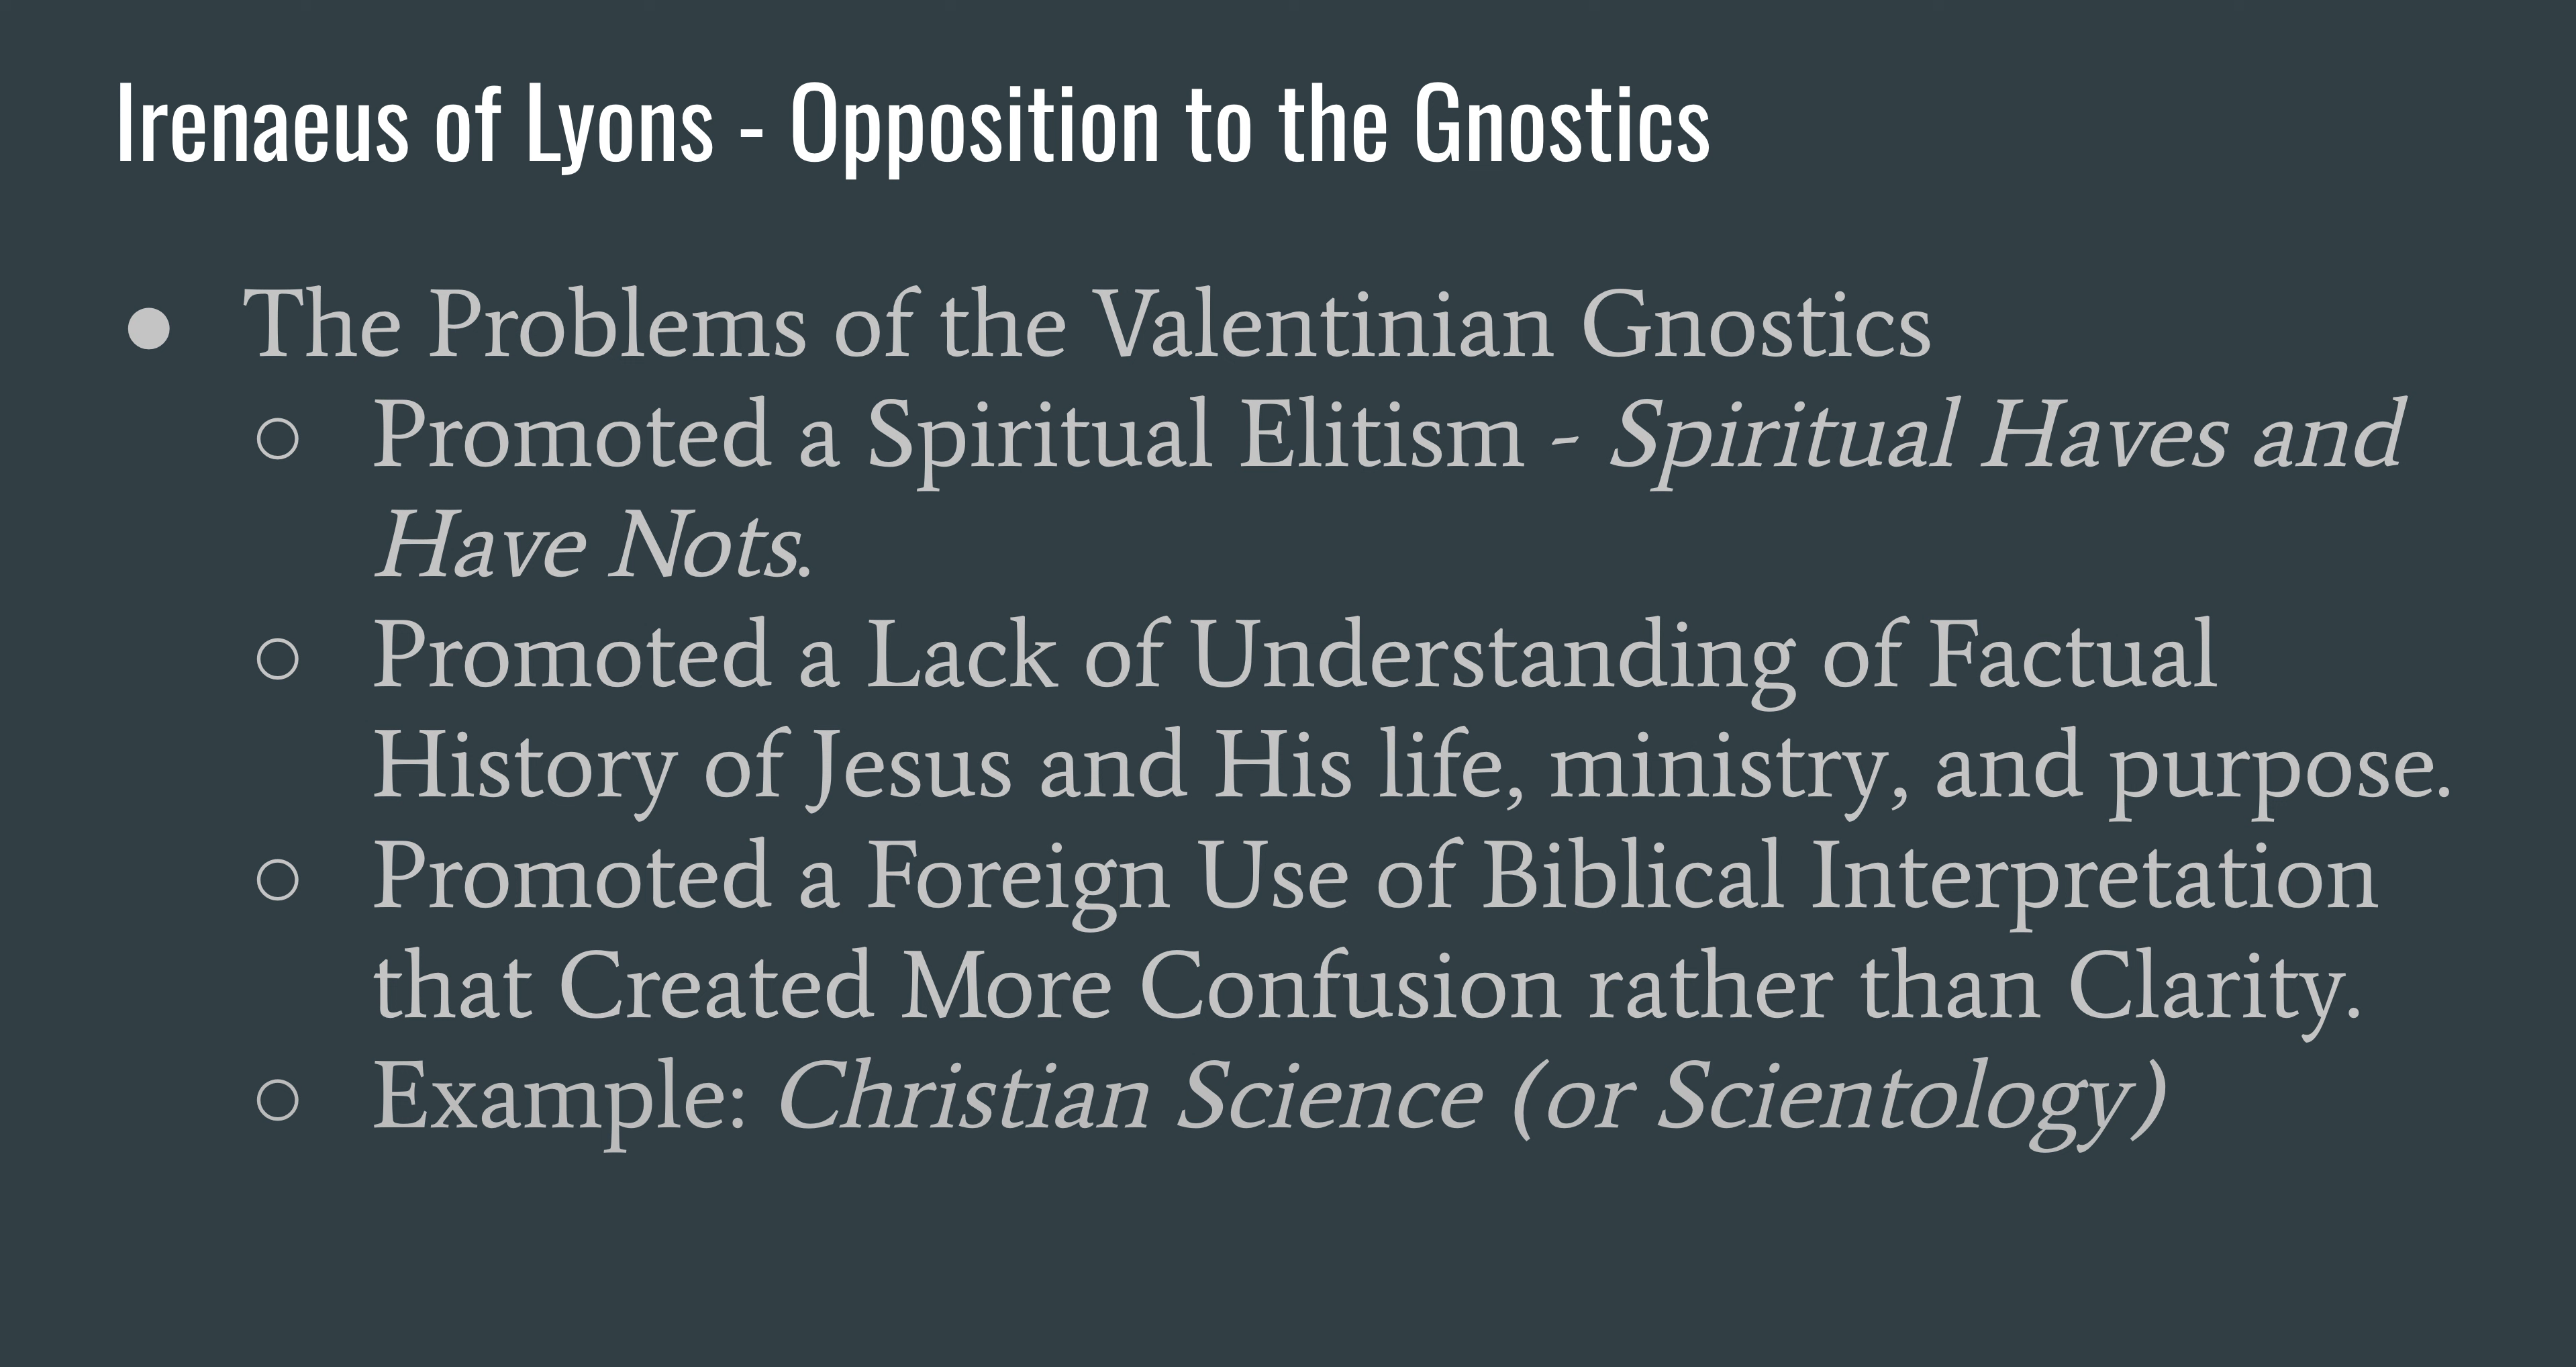 Irenaeus of Lyons - Opposition to the Gnostics
● The Problems of the Valentinian Gnostics
○ Promoted a Spiritual Elitism - Spiritual Haves and
Have Nots.
○ Promoted a Lack of Understanding of Factual
History of Jesus and His life, ministry, and purpose.
○ Promoted a Foreign Use of Biblical Interpretation
that Created More Confusion rather than Clarity.
○ Example: Christian Science (or Scientology)